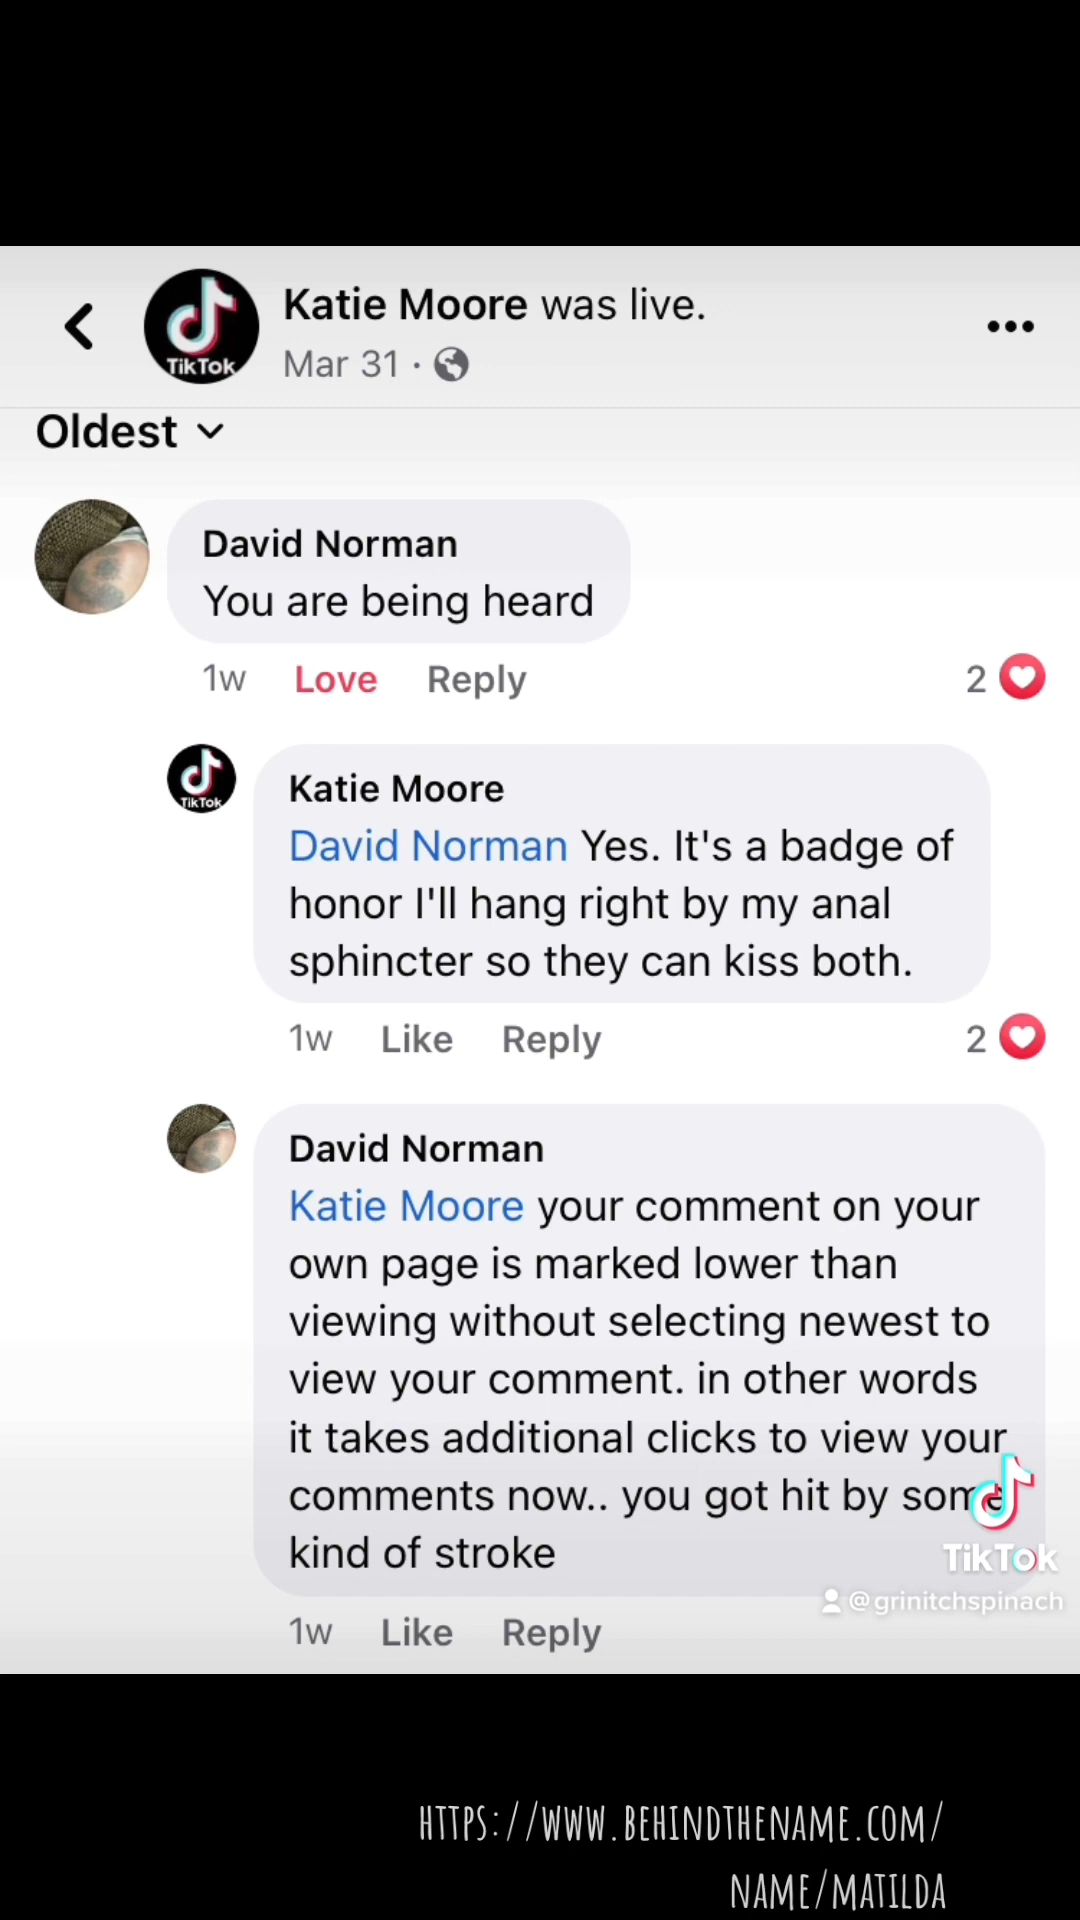 TikTok
Katie Moore was live.
Mar 31 ·
Oldest
David Norman
You are being heard
1w Love Reply 2
TikTok
Katie Moore
David Norman Yes. It's a badge of
honor I'll hang right by my anal
sphincter so they can kiss both.
1w Like Reply 2
David Norman
Katie Moore your comment on your
own page is marked lower than
viewing without selecting newest to
view your comment. in other words
it takes additional clicks to view your
comments now.. you got hit by some
kind of stroke
TikTok
@grinitchspinach
1w Like Reply
HTTPS://WWW.BEHINDTHENAME.COM/
NAME/MATILDA